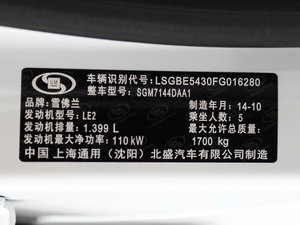 车辆识别代号: LSGBE5430FG016280
整车型号: SGM7144DAA1
品牌: 雪佛兰 制造年月: 14-10
发动机型号: LE2 乘坐人数: 5
发动机排量: 1.399 L 最大允许总质量:
发动机最大净功率: 110 kW 1700 kg
中国 上海通用（沈阳）北盛汽车有限公司制造